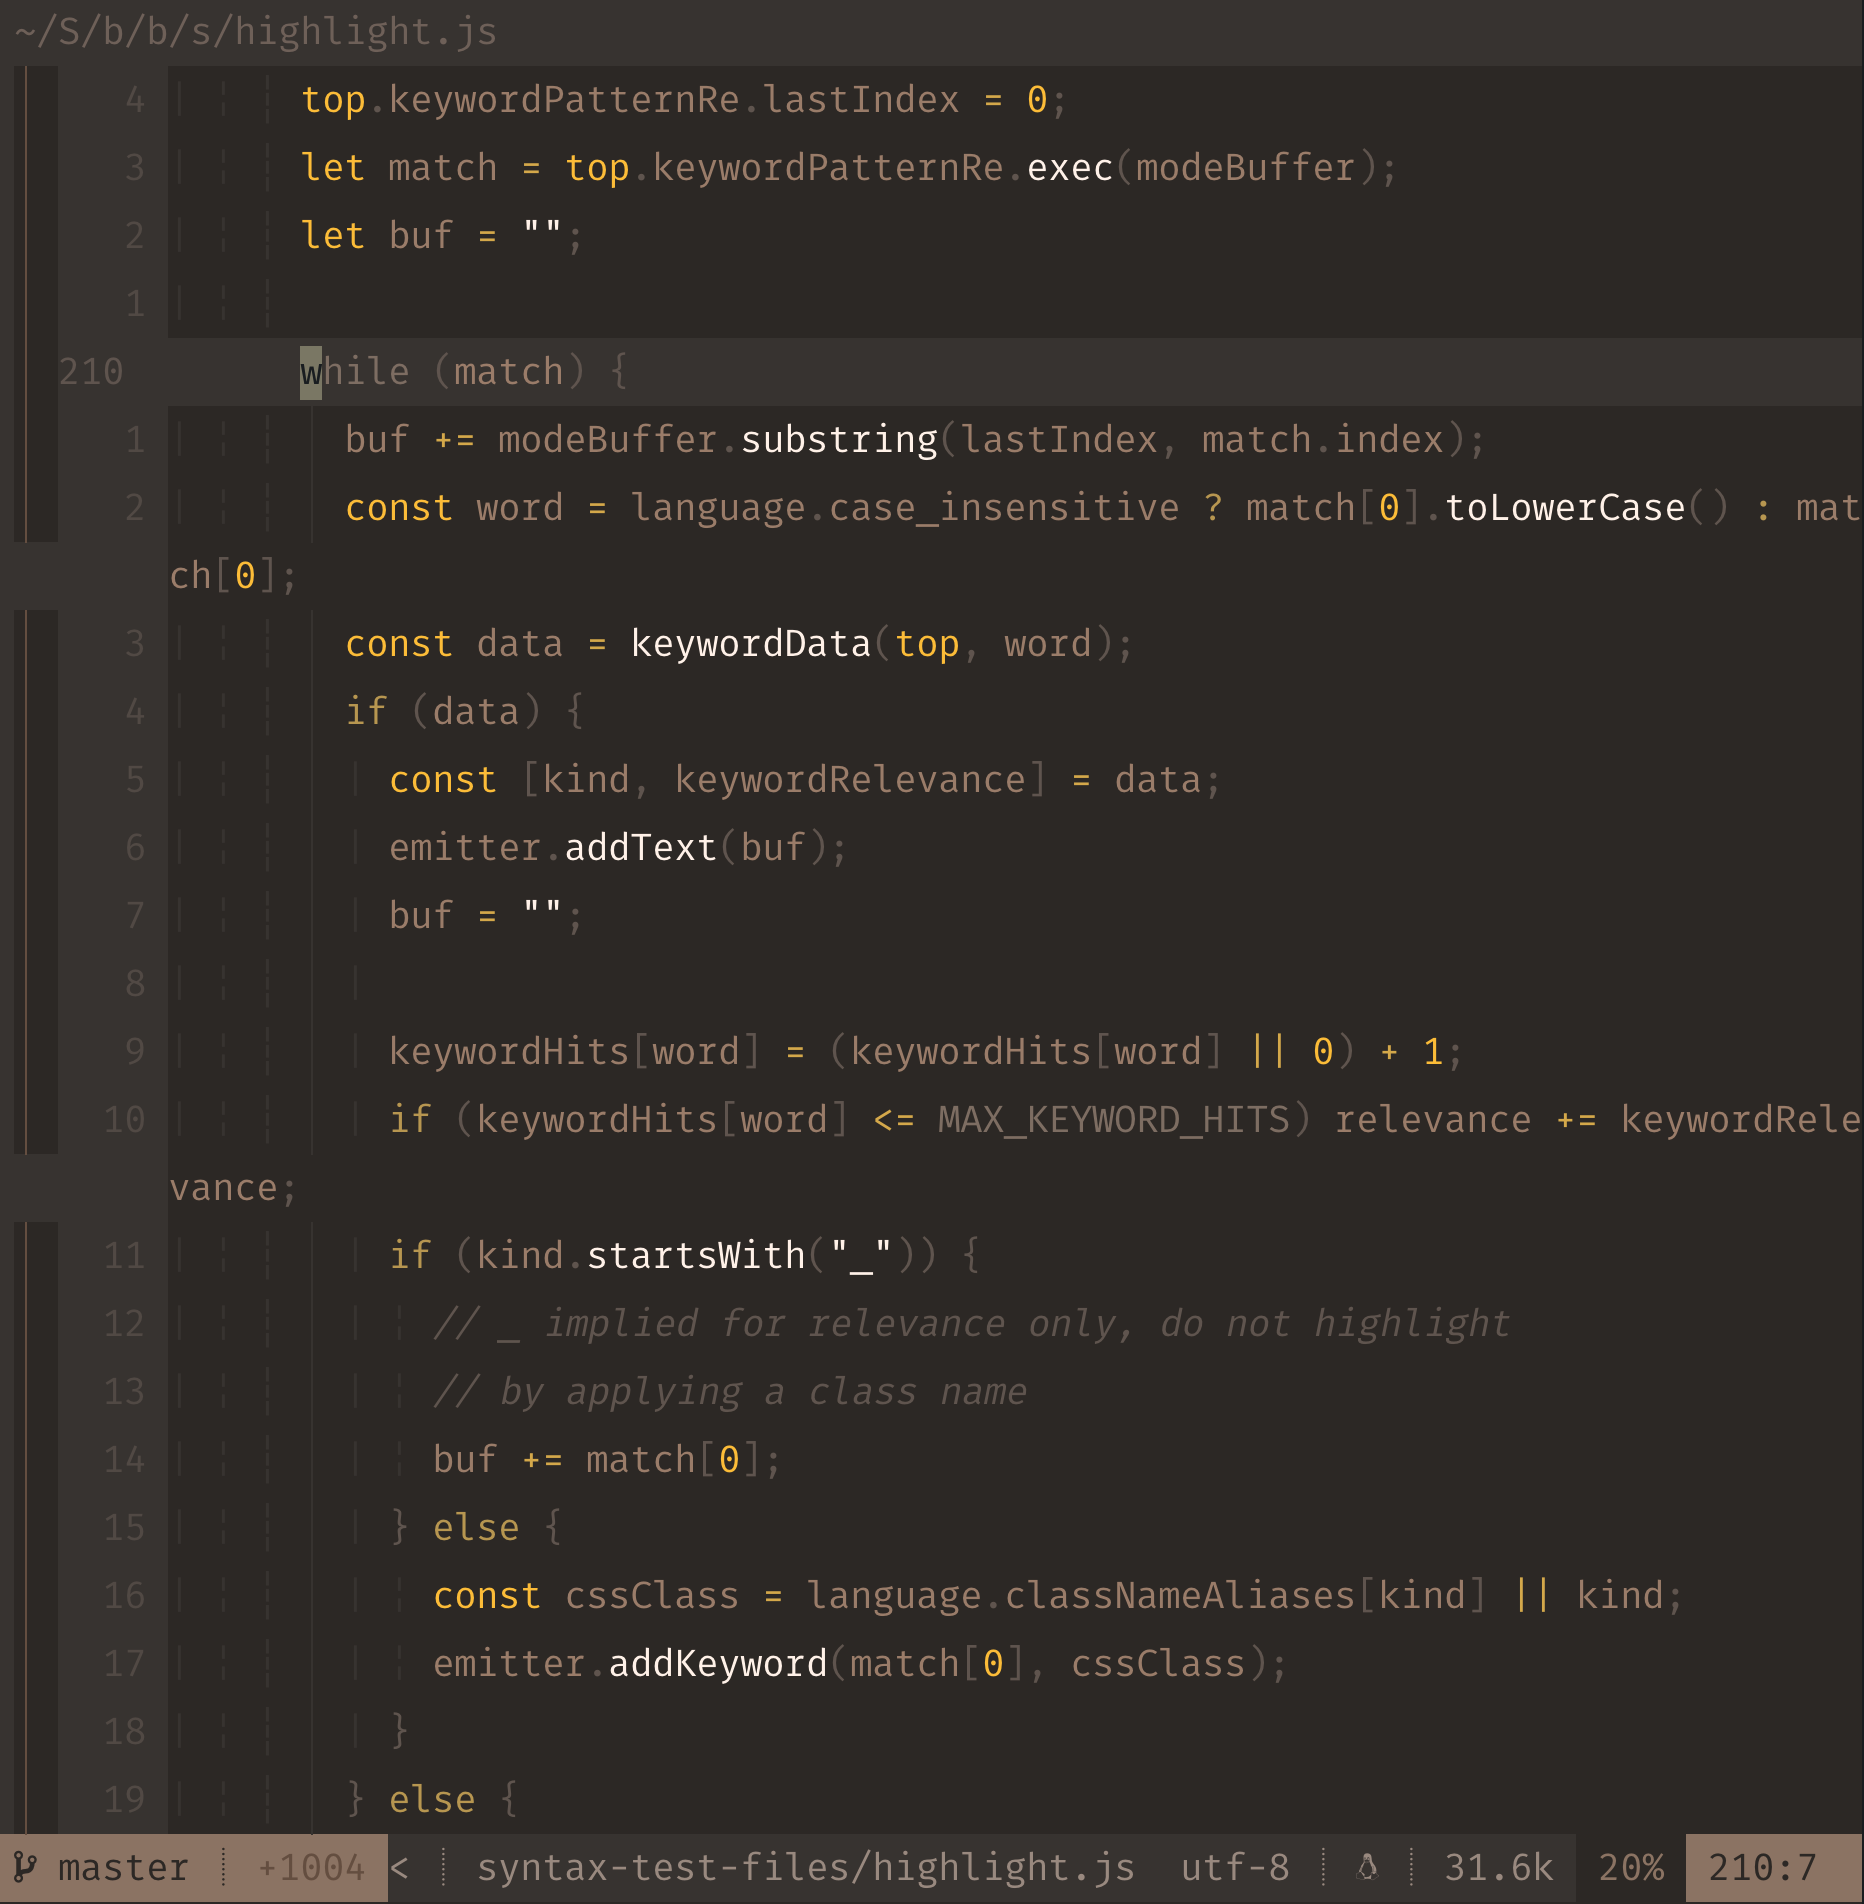 ~/S/b/b/s/highlight.js
4 top.keywordPatternRe.lastIndex = 0;
3 let match = top.keywordPatternRe.exec(modeBuffer);
2 let buf = "";
1
210 while (match) {
1 buf += modeBuffer.substring(lastIndex, match.index);
2 const word = language.case_insensitive ? match[0].toLowerCase() : mat
ch[0];
3 const data = keywordData(top, word);
4 if (data) {
5 const [kind, keywordRelevance] = data;
6 emitter.addText(buf);
7 buf = "";
8
9 keywordHits[word] = (keywordHits[word] || 0) + 1;
10 if (keywordHits[word] <= MAX_KEYWORD_HITS) relevance += keywordRele
vance;
11 if (kind.startsWith("_")) {
12 // _ implied for relevance only, do not highlight
13 // by applying a class name
14 buf += match[0];
15 } else {
16 const cssClass = language.classNameAliases[kind] || kind;
17 emitter.addKeyword(match[0], cssClass);
18 }
19 } else {
master +1004 < syntax-test-files/highlight.js utf-8 31.6k 20% 210:7